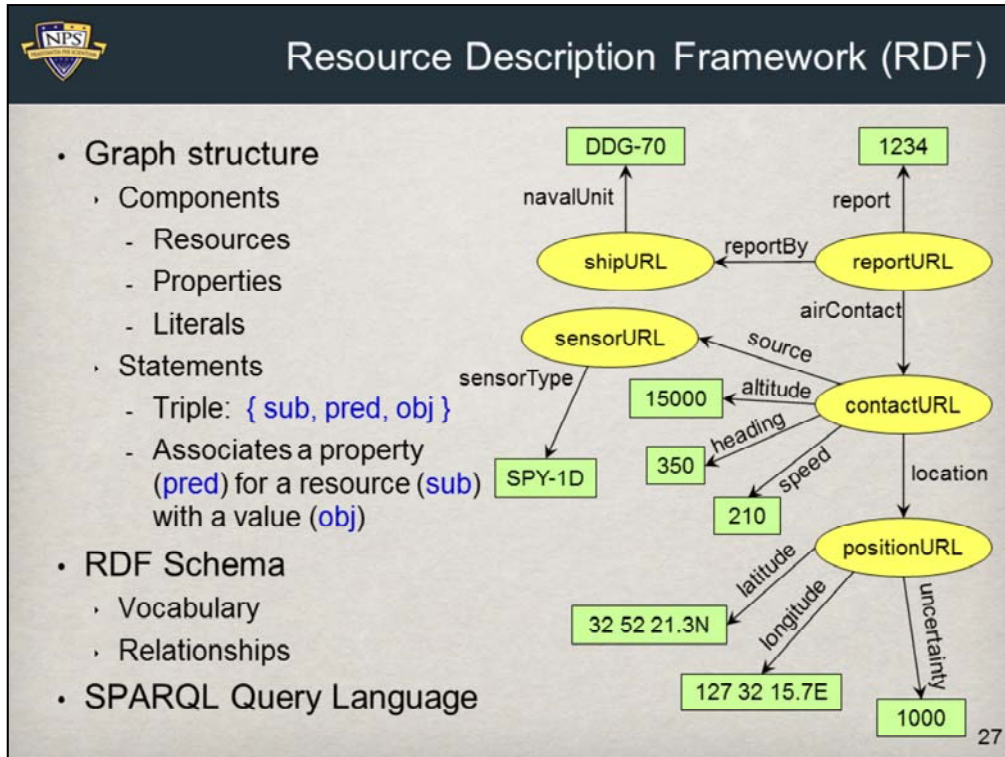 NPS
Resource Description Framework (RDF)
• Graph structure
‣ Components
- Resources
- Properties
- Literals
‣ Statements
- Triple: { sub, pred, obj }
- Associates a property
(pred) for a resource (sub)
with a value (obj)
• RDF Schema
‣ Vocabulary
‣ Relationships
• SPARQL Query Language
DDG-70
1234
navalUnit
report
shipURL
reportBy
reportURL
airContact
sensorURL
source
sensorType
altitude
15000
contactURL
heading
350
SPY-1D
speed
210
location
positionURL
latitude
32 52 21.3N
longitude
uncertainty
127 32 15.7E
1000
27